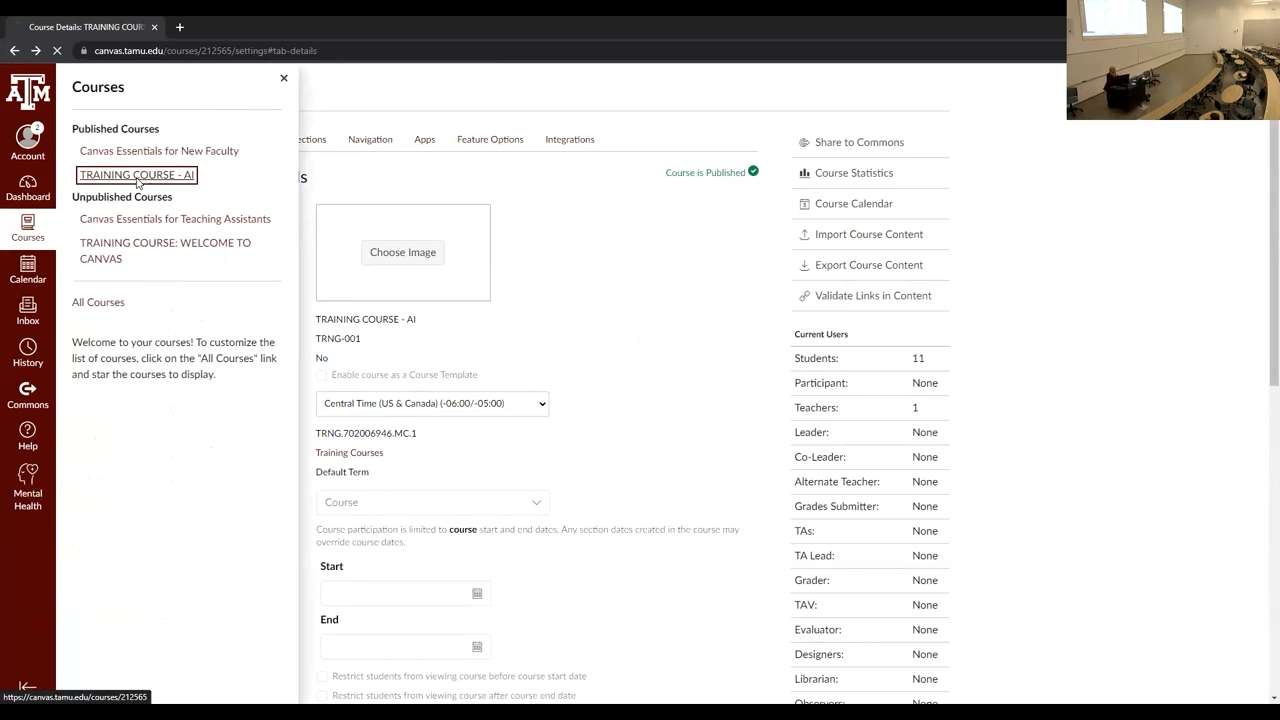 Course Details: TRAINING COUR
canvas.tamu.edu/courses/212565/settings#tab-details
ATM
2
Account
Dashboard
Courses
Calendar
Inbox
History
Commons
Help
Mental
Health
Courses
Published Courses
Canvas Essentials for New Faculty
TRAINING COURSE - AI
Unpublished Courses
Canvas Essentials for Teaching Assistants
TRAINING COURSE: WELCOME TO
CANVAS
All Courses
Welcome to your courses! To customize the
list of courses, click on the "All Courses" link
and star the courses to display.
ections
Navigation
Apps
Feature Options
Integrations
ls
Course is Published
Choose Image
TRAINING COURSE - AI
TRNG-001
No
Enable course as a Course Template
Central Time (US & Canada) (-06:00/-05:00)
TRNG.702006946.MC.1
Training Courses
Default Term
Course
Course participation is limited to course start and end dates. Any section dates created in the course may
override course dates.
Start
End
Restrict students from viewing course before course start date
Restrict students from viewing course after course end date
Share to Commons
Course Statistics
Course Calendar
Import Course Content
Export Course Content
Validate Links in Content
Current Users
Students: 11
Participant: None
Teachers: 1
Leader: None
Co-Leader: None
Alternate Teacher: None
Grades Submitter: None
TAs: None
TA Lead: None
Grader: None
TAV: None
Evaluator: None
Designers: None
Librarian: None
Observers: None
https://canvas.tamu.edu/courses/212565